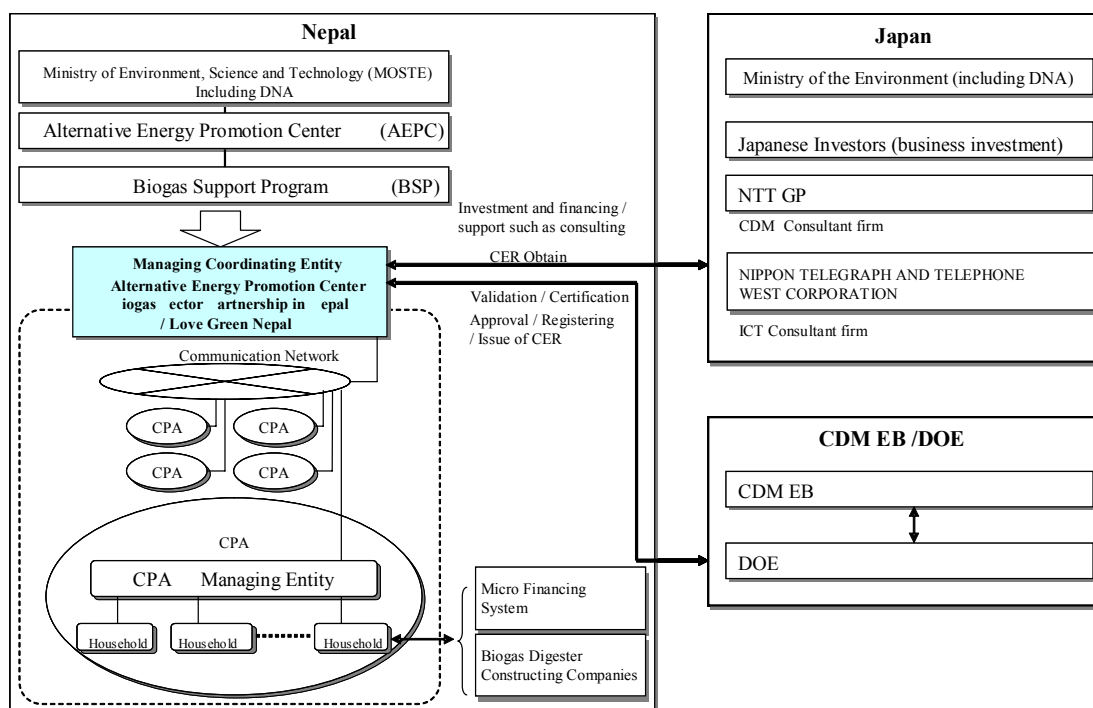 Nepal
Ministry of Environment, Science and Technology (MOSTE)
Including DNA
Alternative Energy Promotion Center (AEPC)
Biogas Support Program (BSP)
Managing Coordinating Entity
Alternative Energy Promotion Center
iogas ector artnership in epal
/ Love Green Nepal
Investment and financing /
support such as consulting
CER Obtain
Validation / Certification
Approval / Registering
/ Issue of CER
Communication Network
CPA
CPA
CPA
CPA
CPA
CPA Managing Entity
Household
Household
Household
Micro Financing
System
Biogas Digester
Constructing Companies
Japan
Ministry of the Environment (including DNA)
Japanese Investors (business investment)
NTT GP
CDM Consultant firm
NIPPON TELEGRAPH AND TELEPHONE
WEST CORPORATION
ICT Consultant firm
CDM EB /DOE
CDM EB
DOE